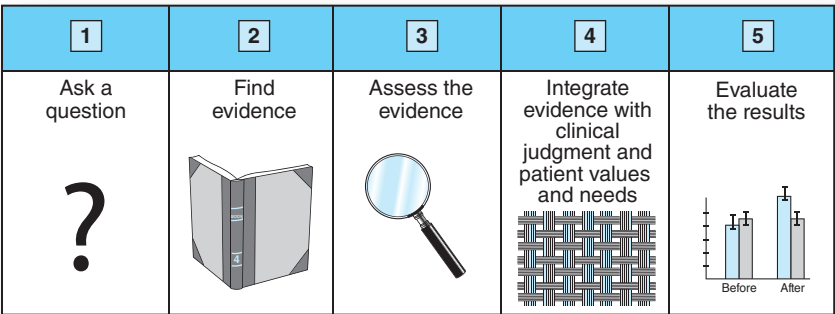 1
2
3
4
5
Ask a
question
Find
evidence
Assess the
evidence
Integrate
evidence with
clinical
judgment and
patient values
and needs
Evaluate
the results
4
Before
After